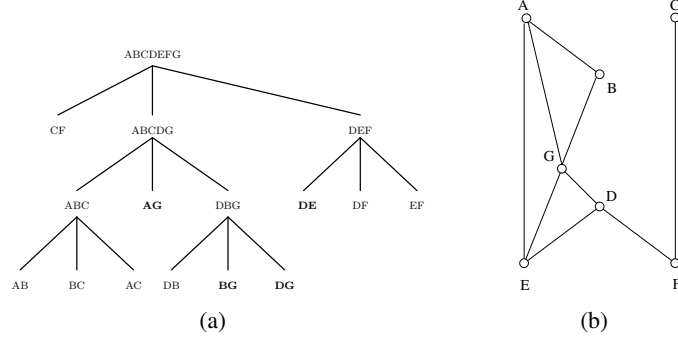 ABCDEFG
CF ABCDG DEF
ABC AG DBG DE DF EF
AB BC AC DB BG DG
(a)
A
C
B
G
D
E
F
(b)